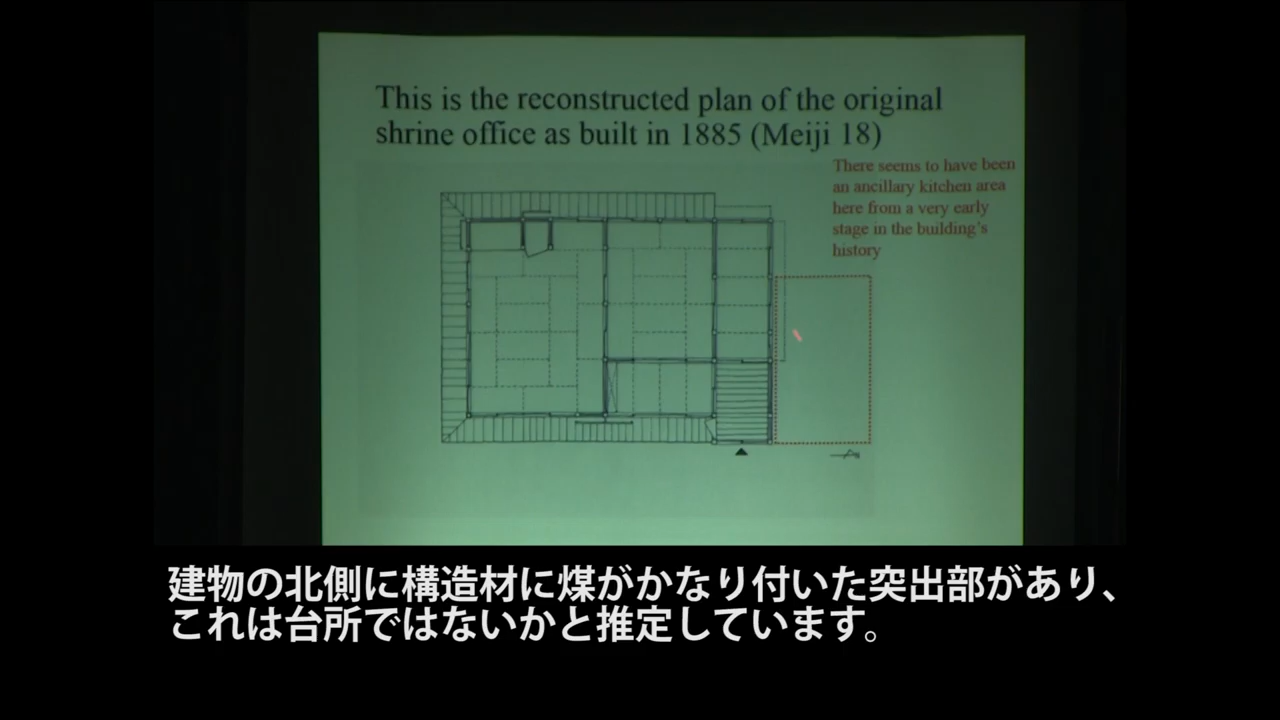 This is the reconstructed plan of the original
shrine office as built in 1885 (Meiji 18)
There seems to have been
an ancillary kitchen area
here from a very early
stage in the building's
history
建物の北側に構造材に煤がかなり付いた突出部があり、
これは台所ではないかと推定しています。